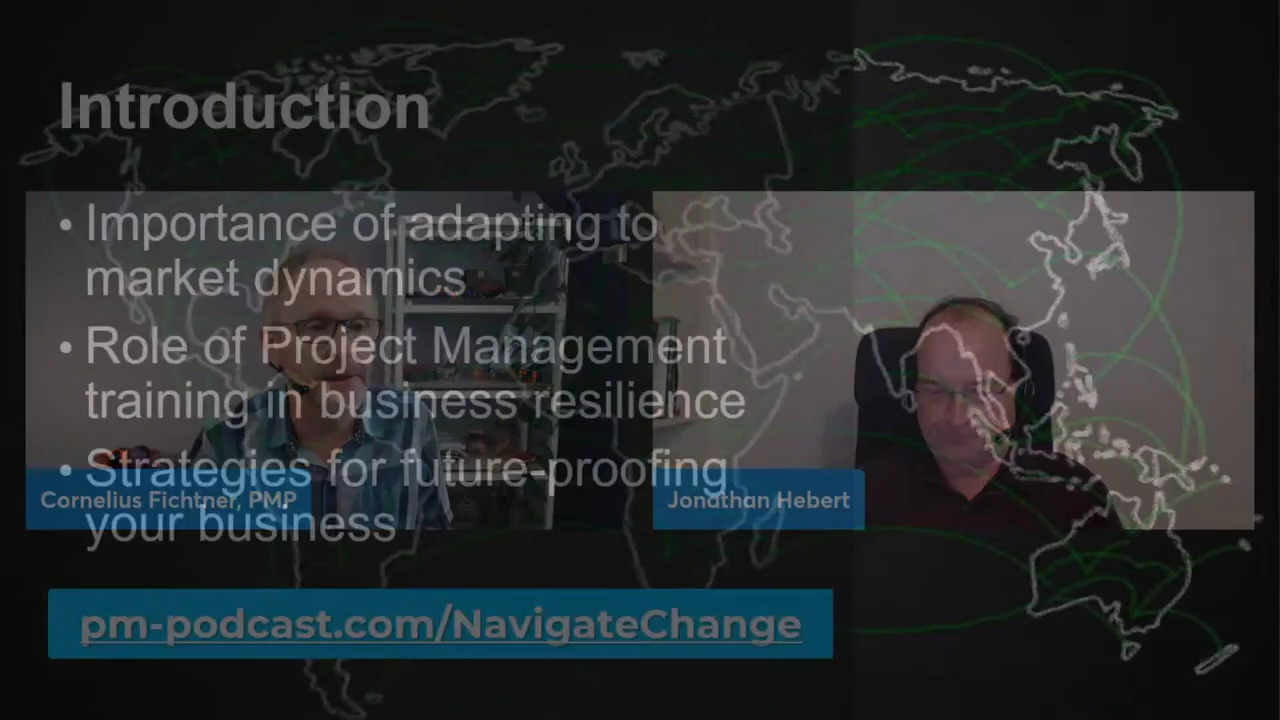 Introduction
• Importance of adapting to
market dynamics
• Role of Project Management
training in business resilience
• Strategies for future-proofing
your business
Cornelius Fichtner, PMP
Jonathan Hebert
pm-podcast.com/NavigateChange